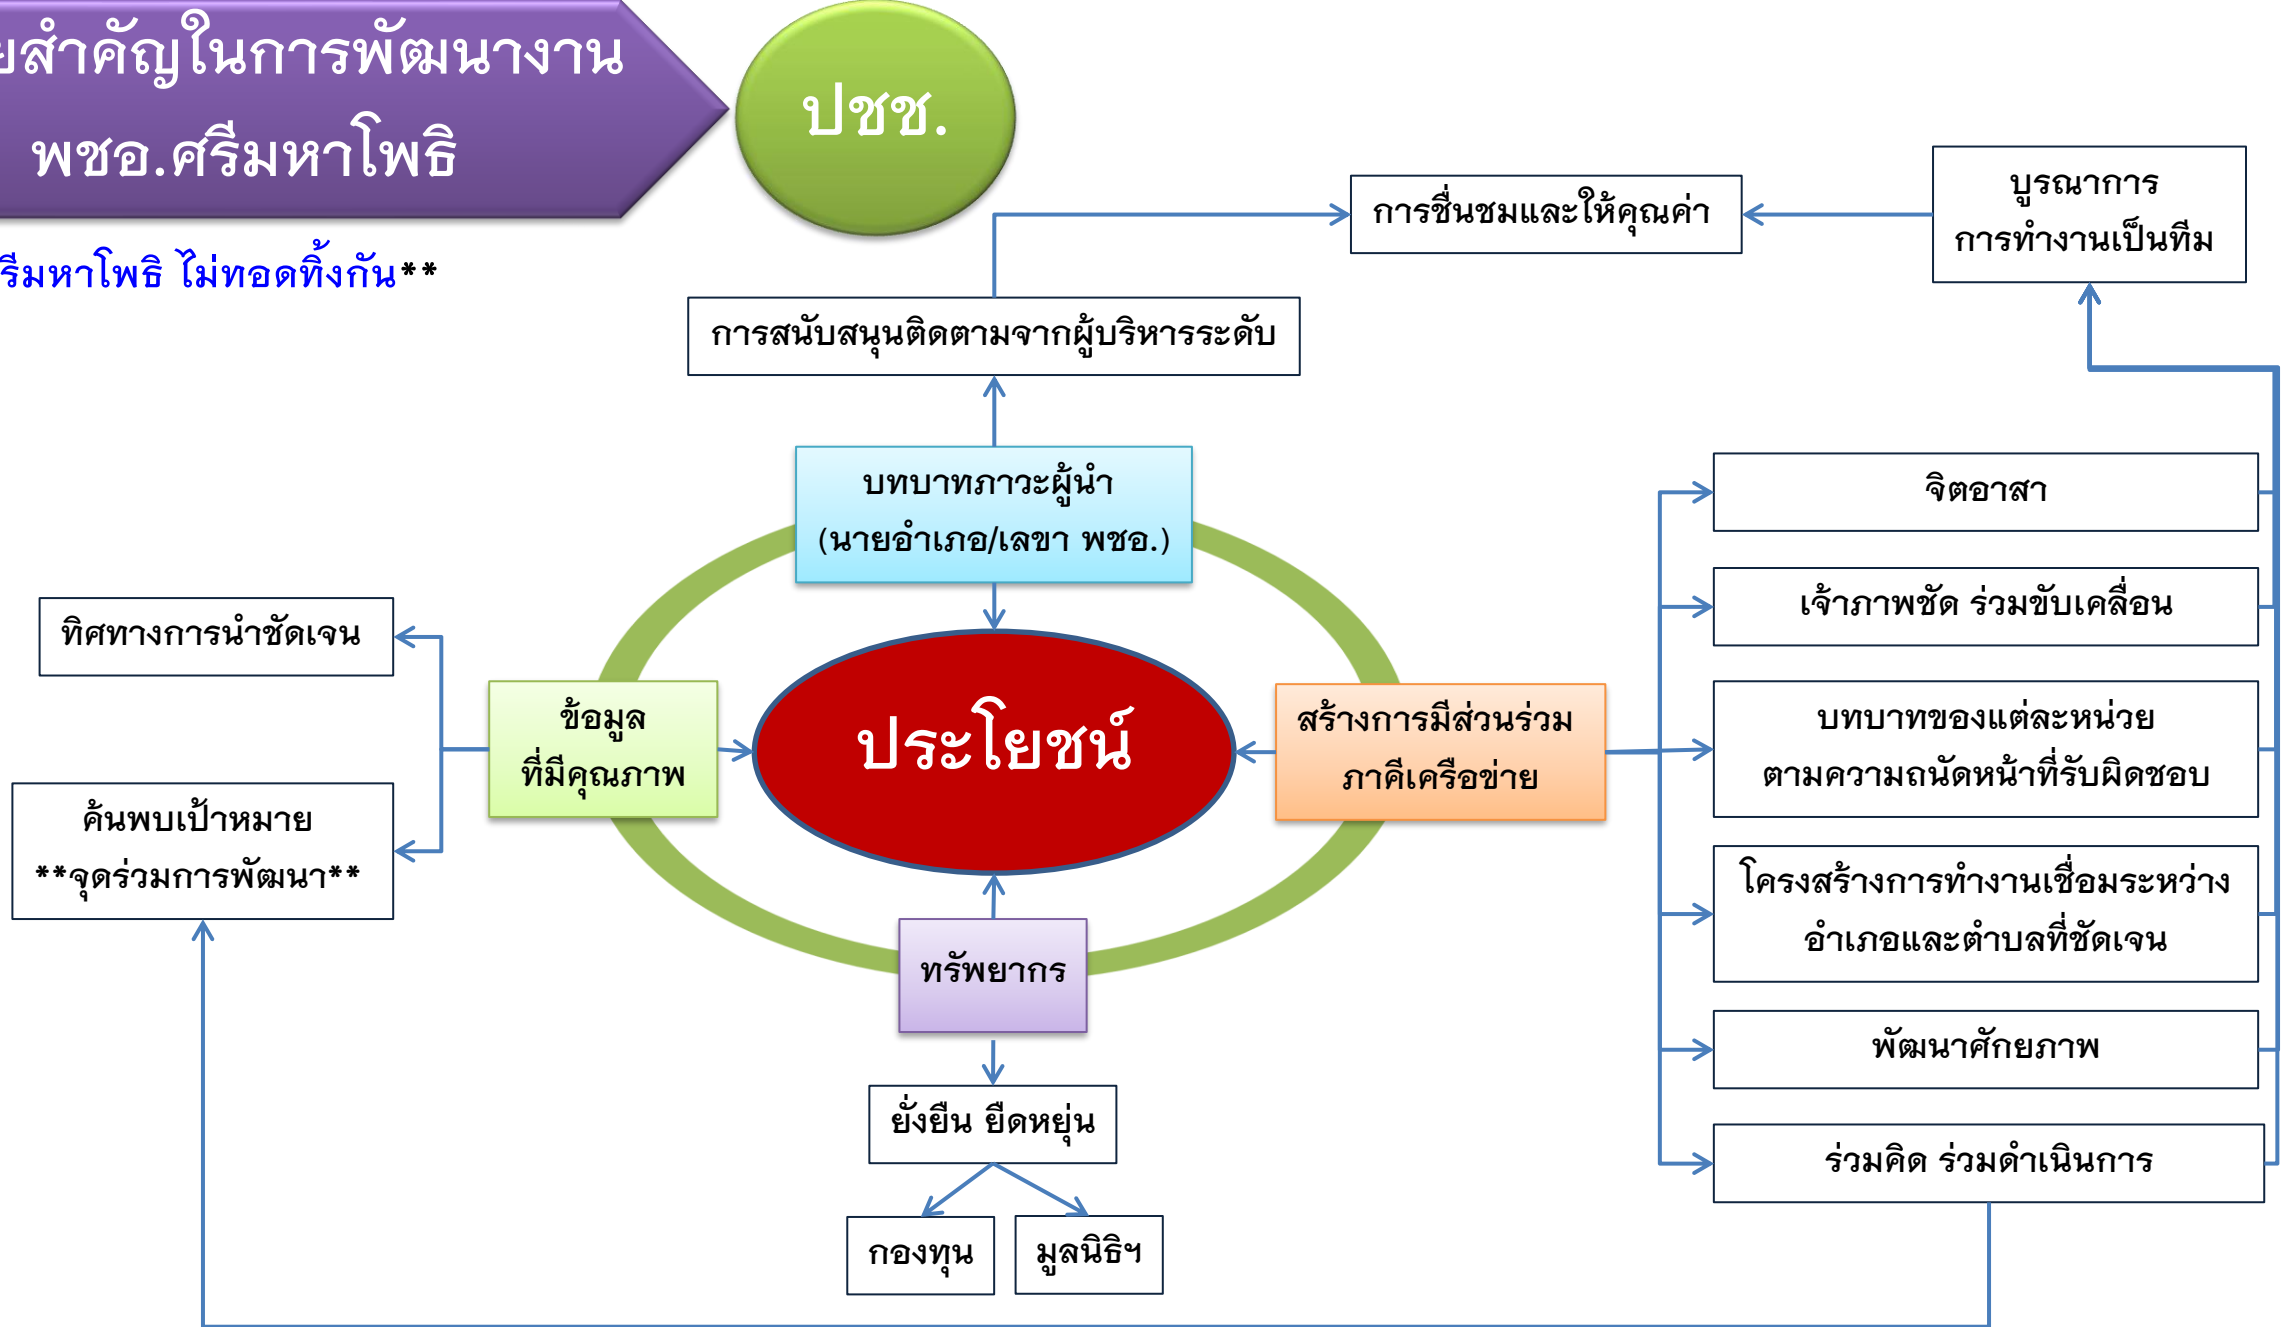 ยสำคัญในการพัฒนางาน
พชอ.ศรีมหาโพธิ
ปชช.
รีมหาโพธิ ไม่ทอดทิ้งกัน**
การชื่นชมและให้คุณค่า
บูรณาการ
การทำงานเป็นทีม
การสนับสนุนติดตามจากผู้บริหารระดับ
บทบาทภาวะผู้นำ
(นายอำเภอ/เลขา พชอ.)
จิตอาสา
ทิศทางการนำชัดเจน
เจ้าภาพชัด ร่วมขับเคลื่อน
ข้อมูล
ที่มีคุณภาพ
ประโยชน์
สร้างการมีส่วนร่วม
ภาคีเครือข่าย
บทบาทของแต่ละหน่วย
ตามความถนัดหน้าที่รับผิดชอบ
ค้นพบเป้าหมาย
**จุดร่วมการพัฒนา**
โครงสร้างการทำงานเชื่อมระหว่าง
อำเภอและตำบลที่ชัดเจน
ทรัพยากร
พัฒนาศักยภาพ
ยั่งยืน ยืดหยุ่น
ร่วมคิด ร่วมดำเนินการ
กองทุน
มูลนิธิฯ